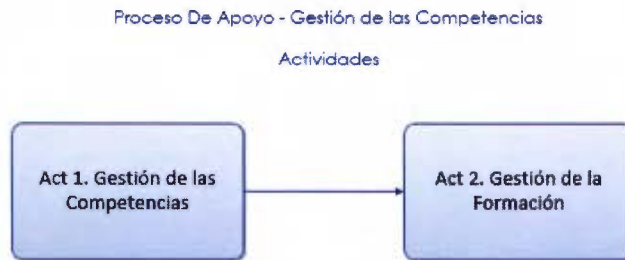 Proceso De Apoyo - Gestión de las Competencias
Actividades
Act 1. Gestión de las
Competencias
Act 2. Gestión de la
Formación